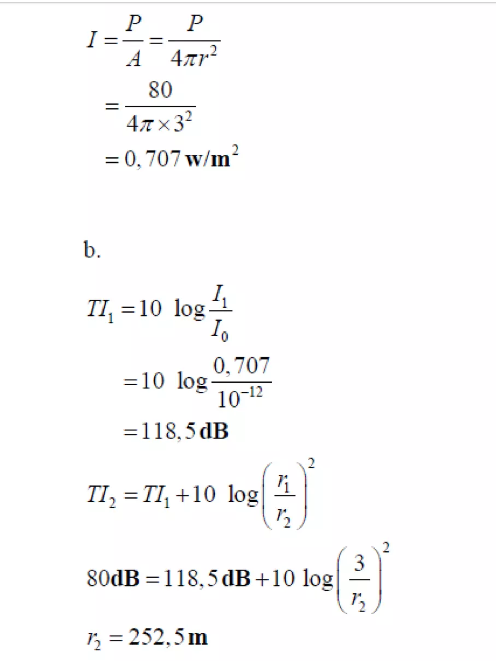 I = P/A = P/4πr²
= 80/4π×3²
= 0,707 w/m²
b.
TI₁ = 10 log I₁/I₀
= 10 log 0,707/10⁻¹²
= 118,5 dB
TI₂ = TI₁ + 10 log(r₁/r₂)²
80dB = 118,5 dB + 10 log(3/r₂)²
r₂ = 252,5 m